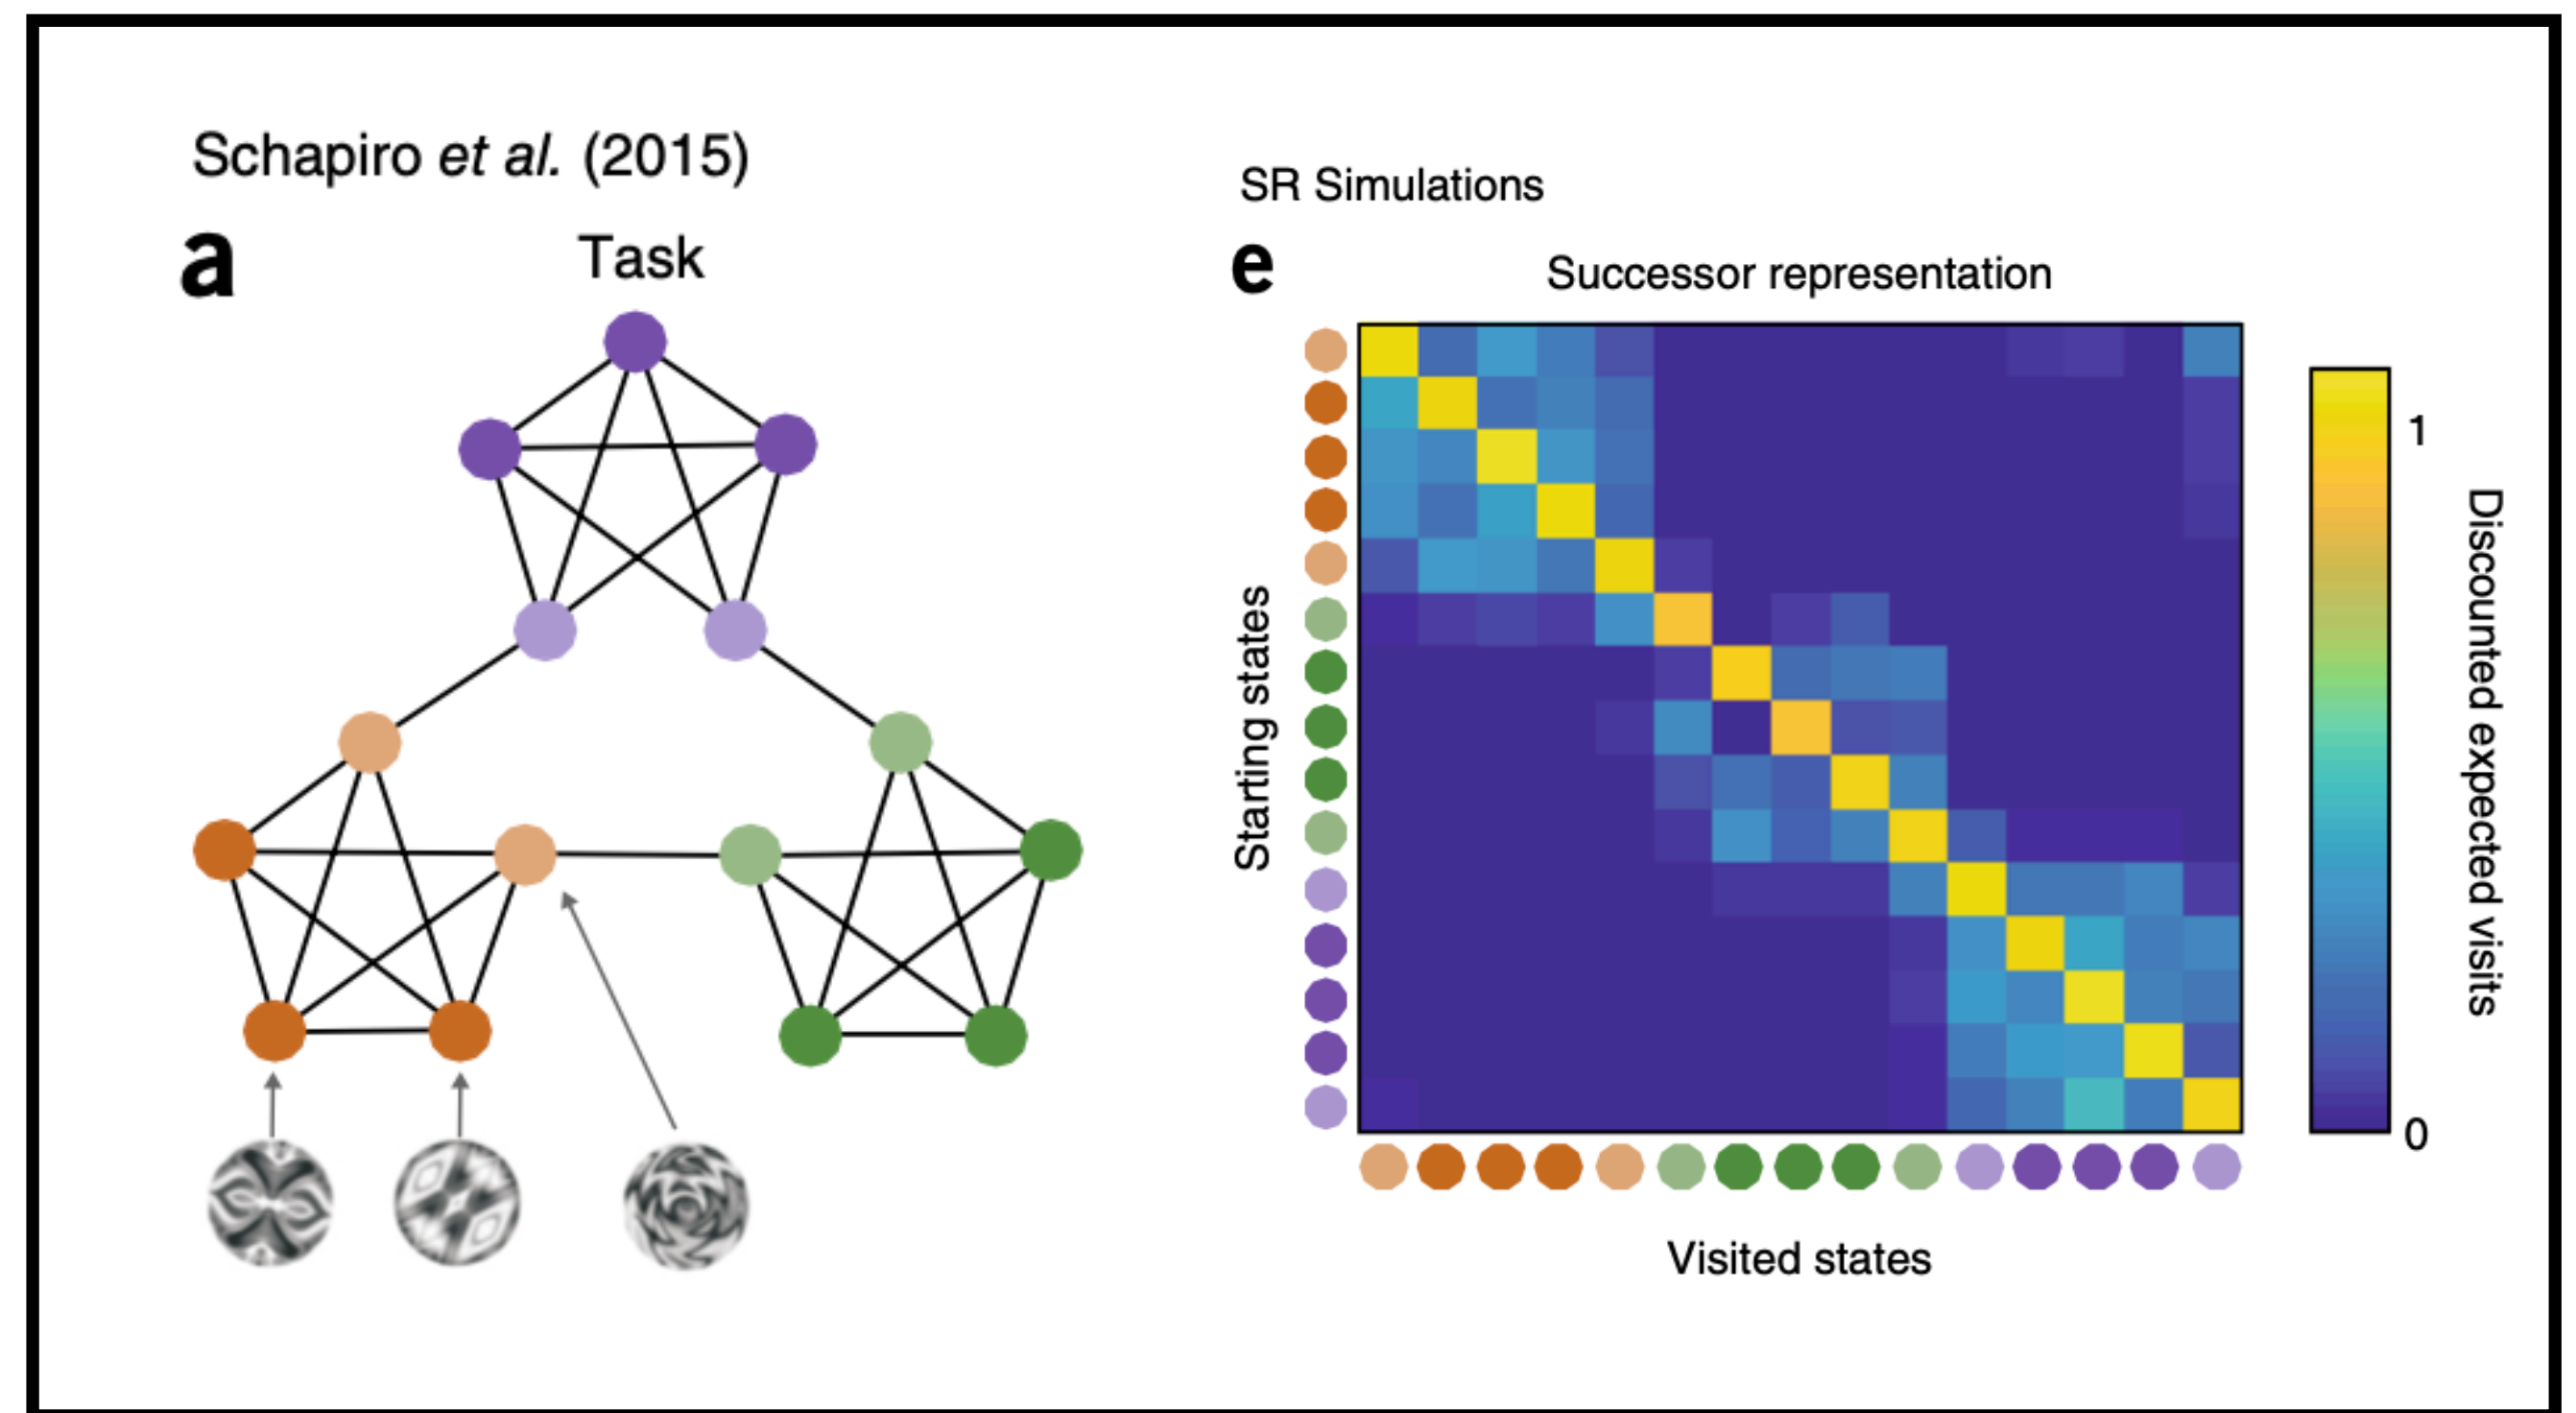 Schapiro et al. (2015)
a
Task
SR Simulations
e
Successor representation
Starting states
1
0
Discounted expected visits
Visited states